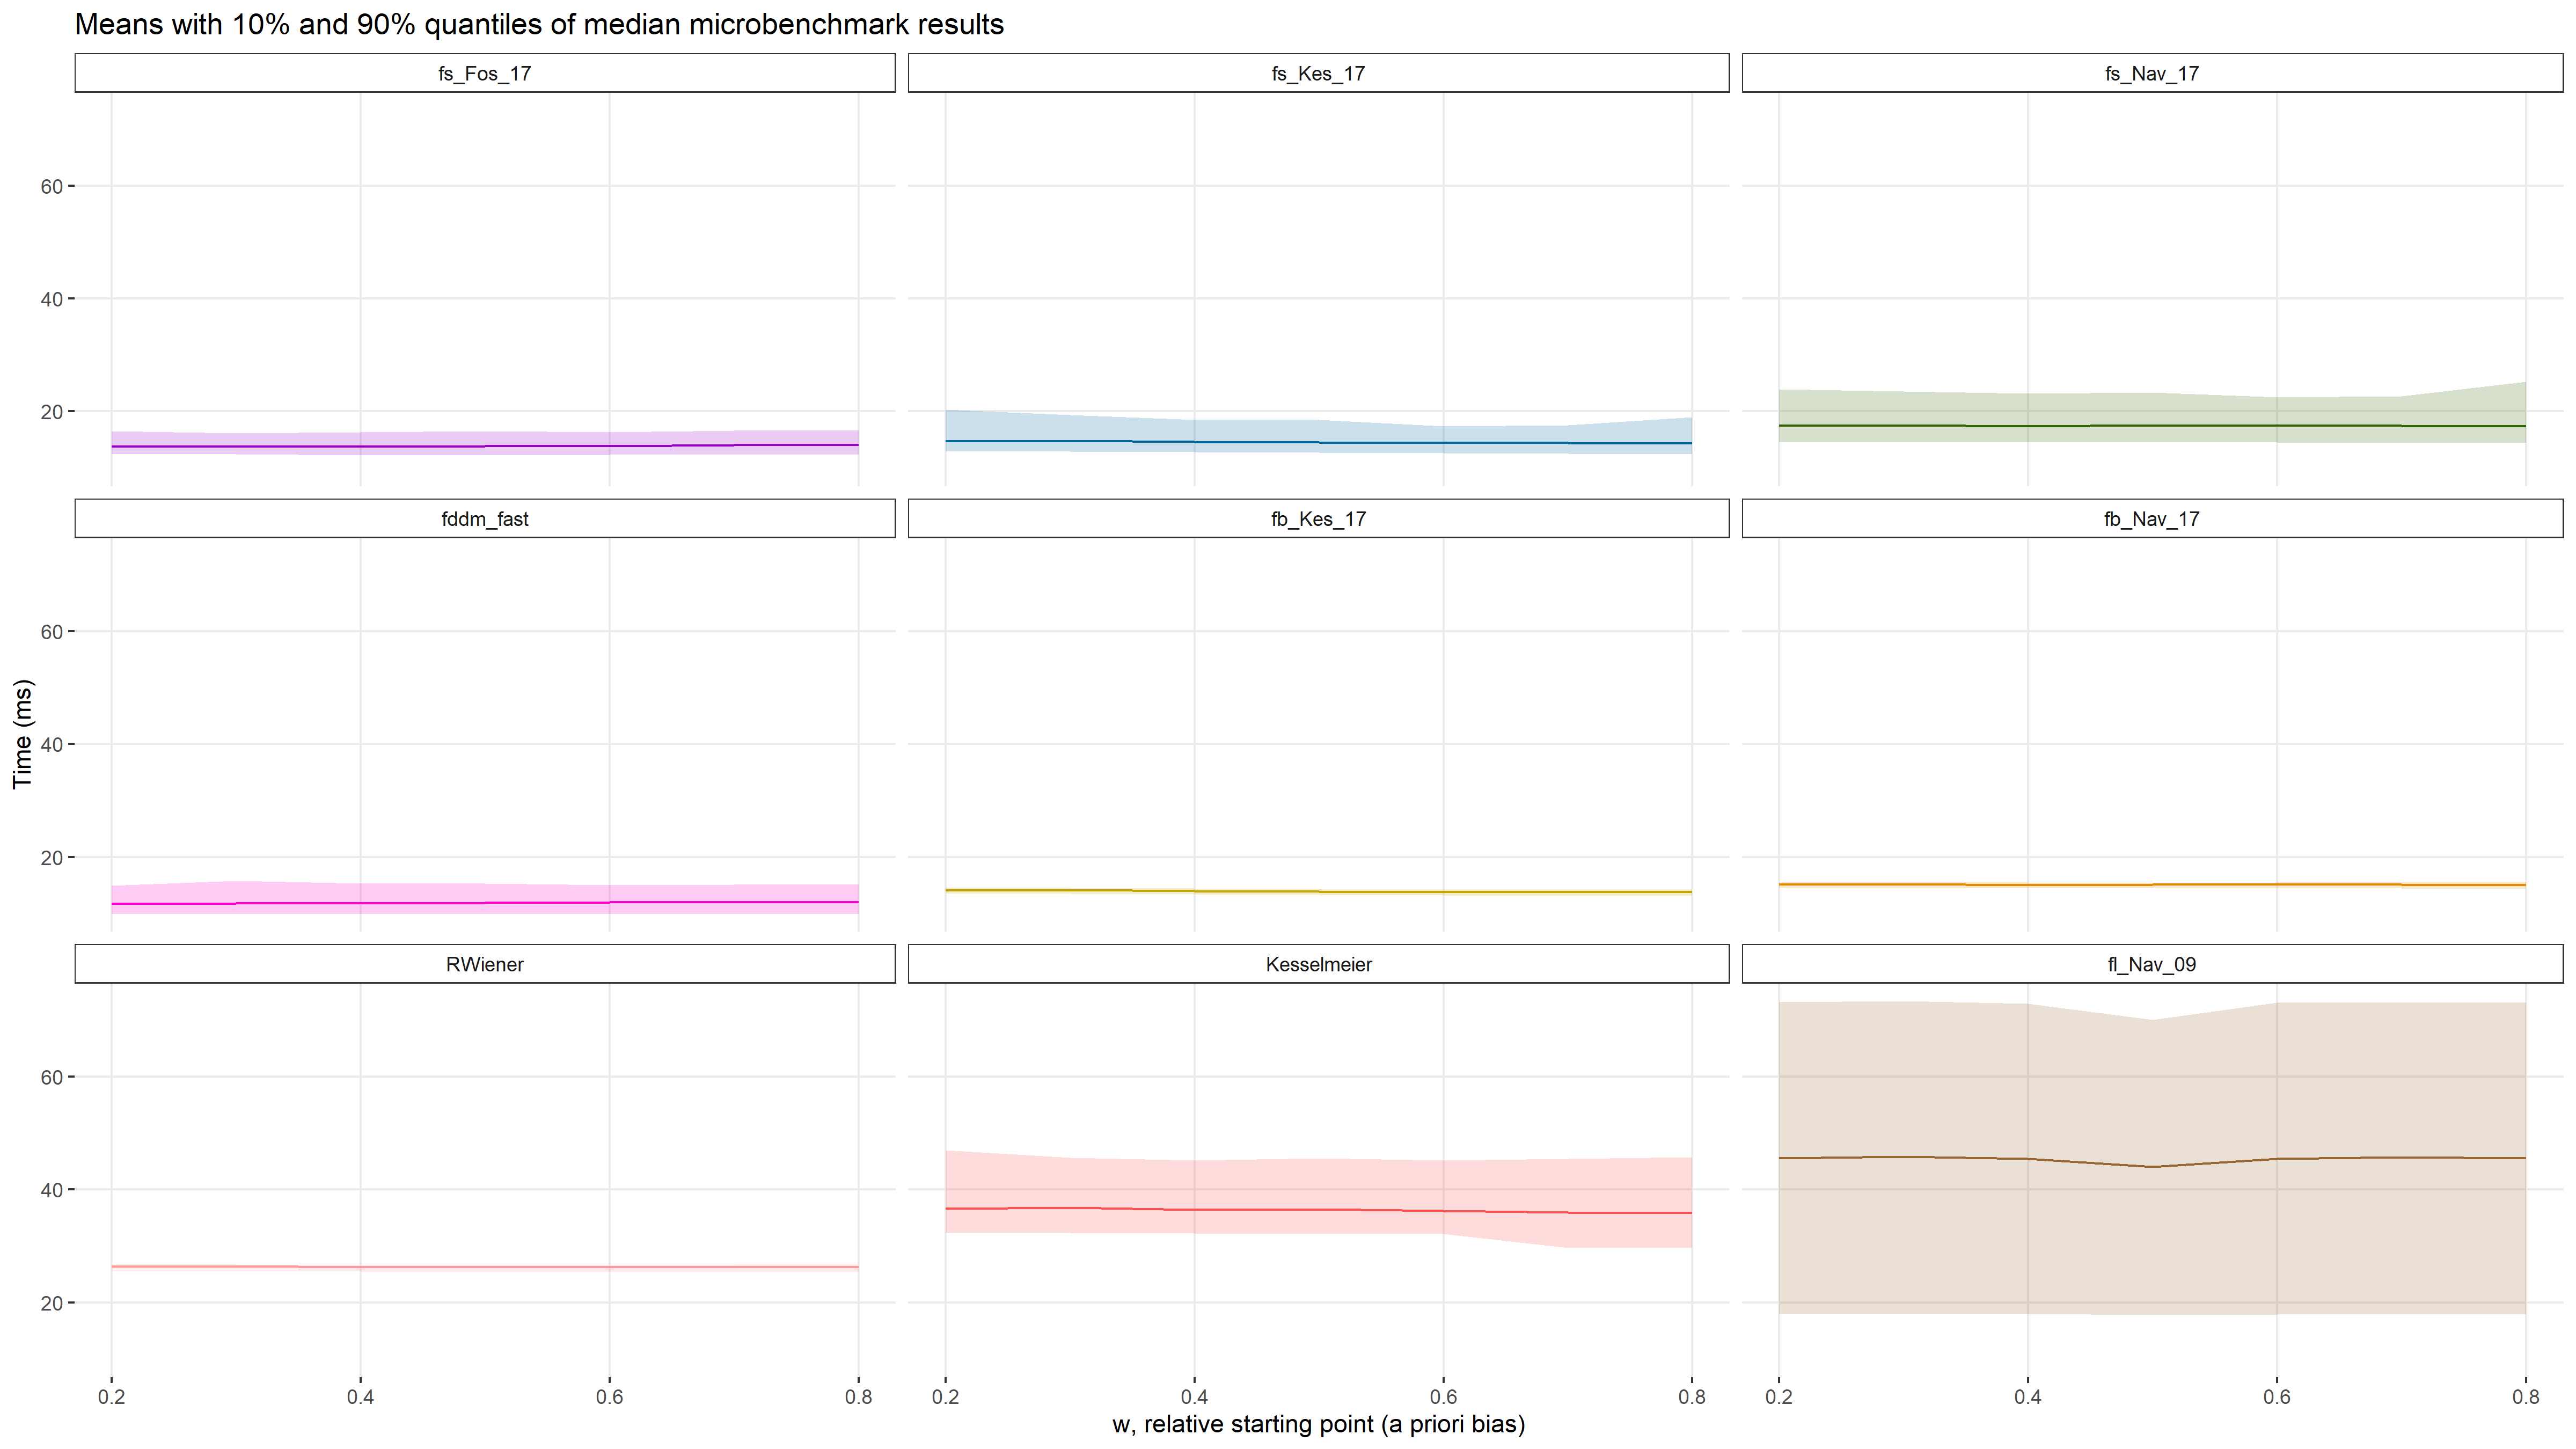 Means with 10% and 90% quantiles of median microbenchmark results
fs_Fos_17
fs_Kes_17
fs_Nav_17
60
40
20
fddm_fast
fb_Kes_17
fb_Nav_17
60
40
20
Time (ms)
RWiener
Kesselmeier
fl_Nav_09
60
40
20
0.2 0.4 0.6 0.8
0.2 0.4 0.6 0.8
0.2 0.4 0.6 0.8
w, relative starting point (a priori bias)